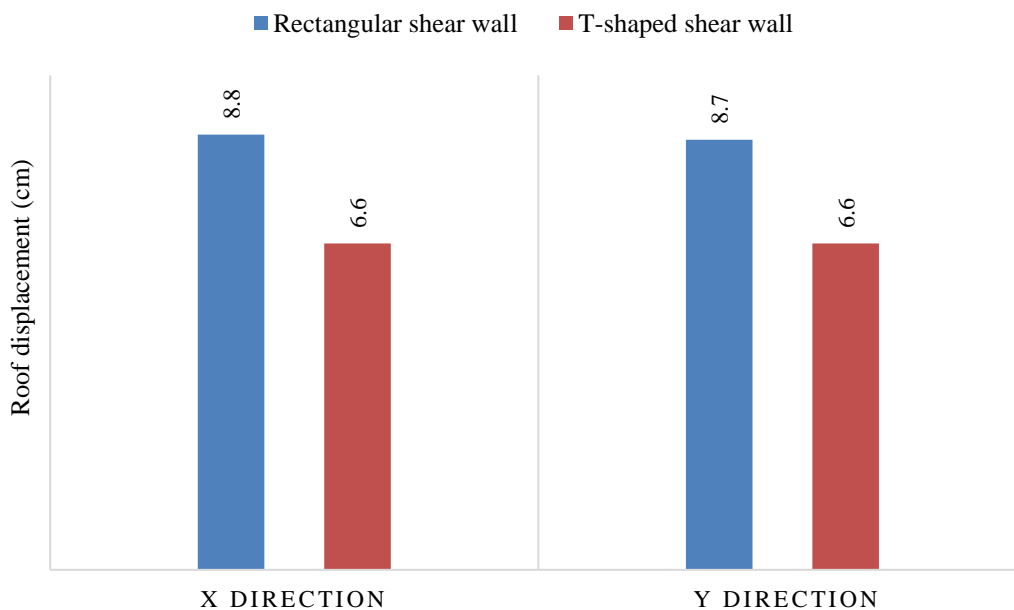 Rectangular shear wall
T-shaped shear wall
Roof displacement (cm)
8.8
6.6
8.7
6.6
X DIRECTION
Y DIRECTION